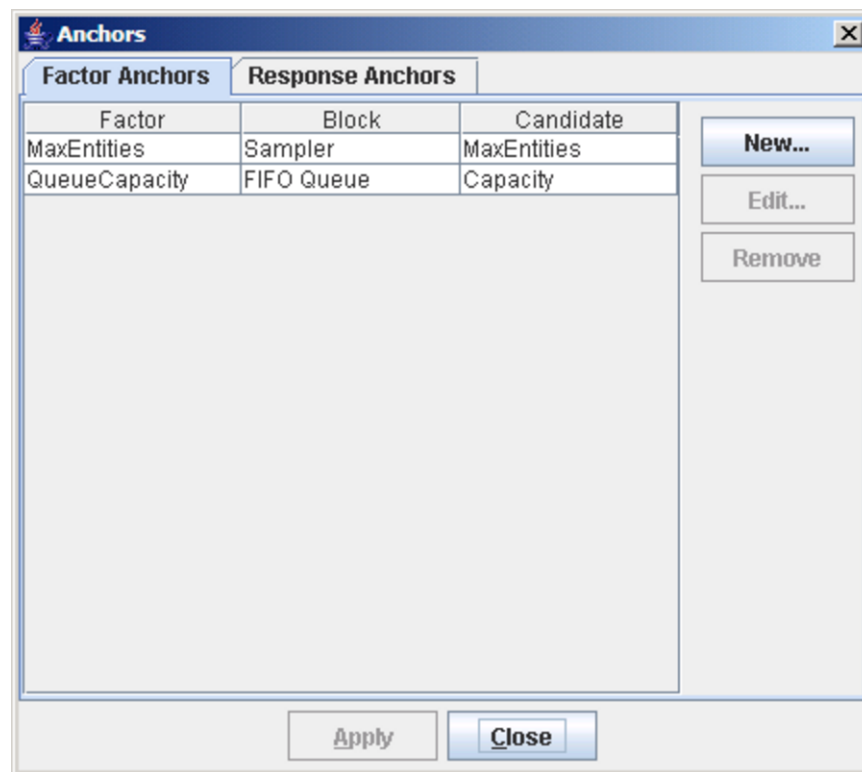 Anchors
Factor Anchors Response Anchors
Factor Block Candidate
MaxEntities Sampler MaxEntities
QueueCapacity FIFO Queue Capacity
New...
Edit...
Remove
Apply Close